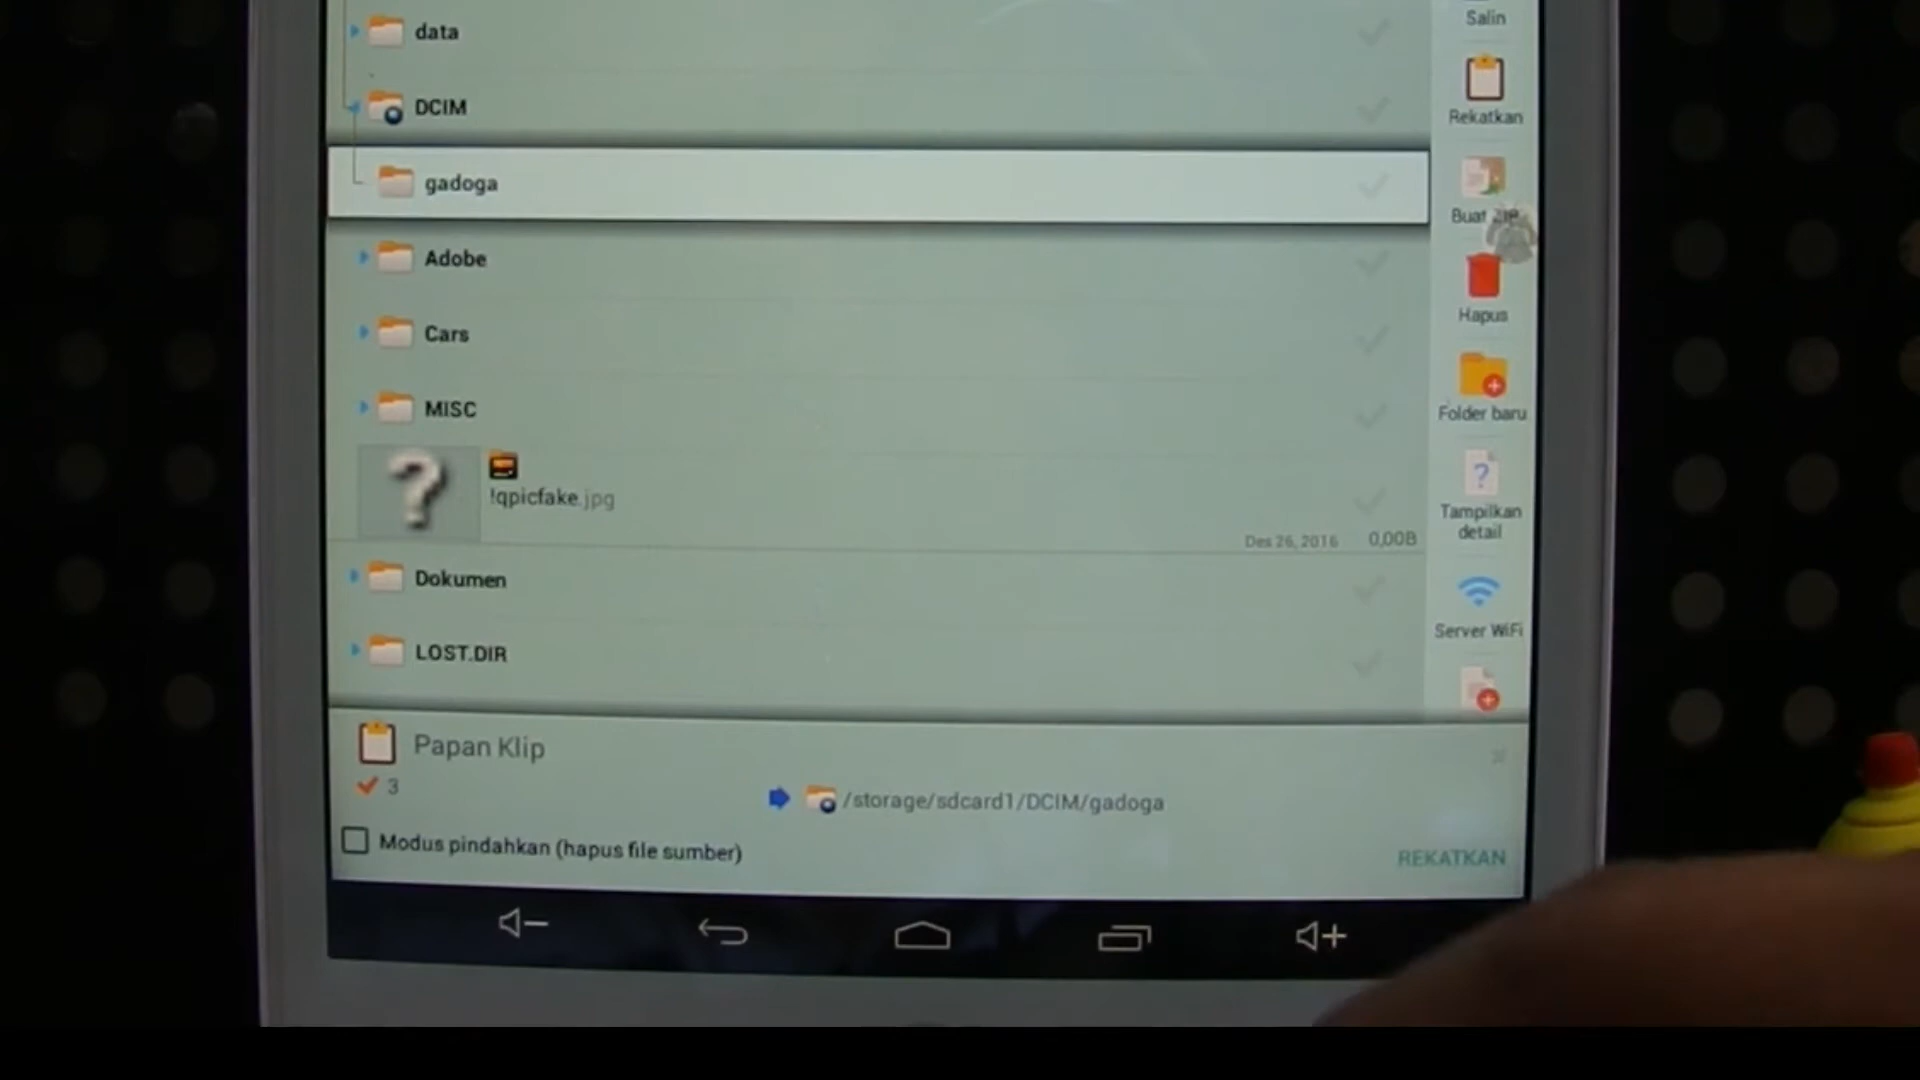 Salin
data
DCIM
Rekatkan
gadoga
Buat ZIP
Adobe
Hapus
Cars
MISC
Folder baru
!qpicfake.jpg
Des 26, 2016 0,00B
Tampilkan
detail
Dokumen
Server WiFi
LOST.DIR
Papan Klip
3
/storage/sdcard1/DCIM/gadoga
Modus pindahkan (hapus file sumber)
REKATKAN